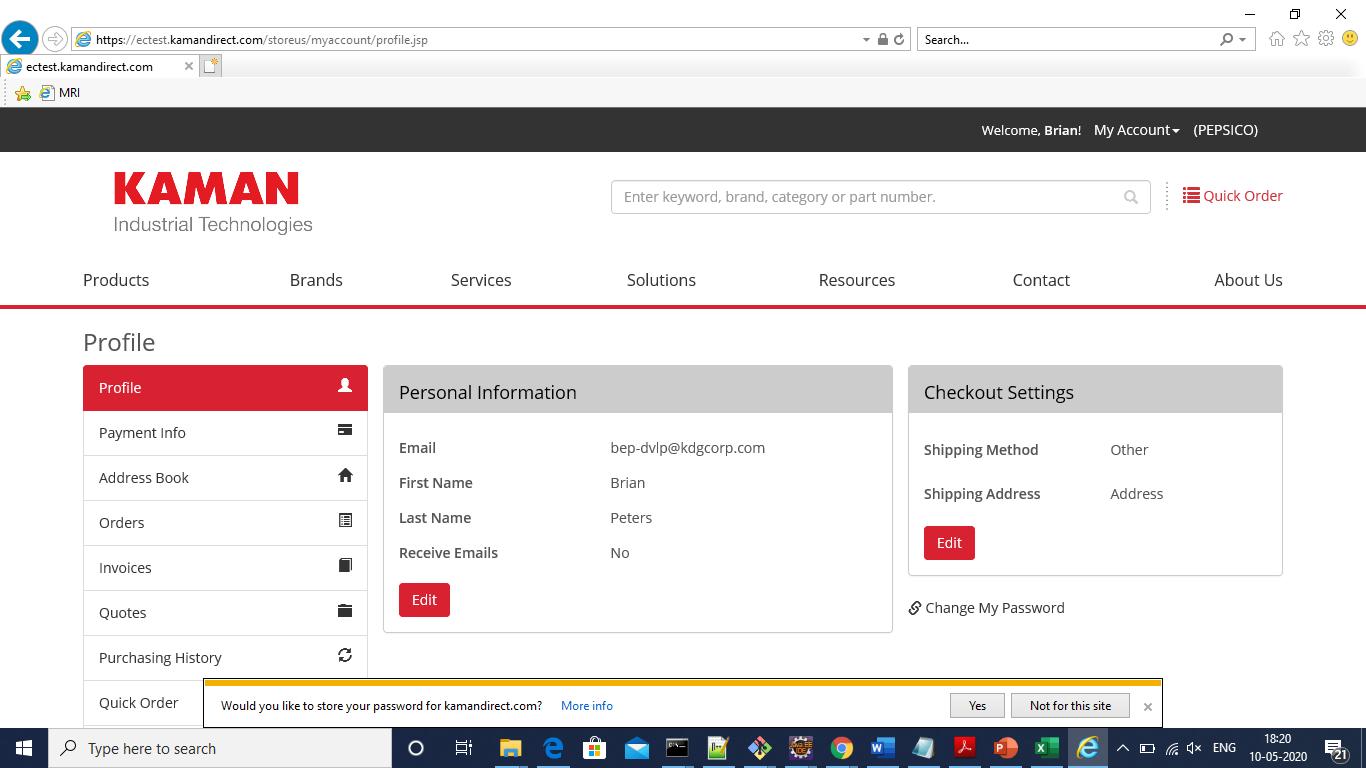 https://ectest.kamandirect.com/storeus/myaccount/profile.jsp
Search...
ectest.kamandirect.com
MRI
Welcome, Brian! My Account (PEPSICO)
KAMAN
Industrial Technologies
Enter keyword, brand, category or part number.
Quick Order
Products Brands Services Solutions Resources Contact About Us
Profile
Profile
Payment Info
Address Book
Orders
Invoices
Quotes
Purchasing History
Quick Order
Personal Information
Email bep-dvlp@kdgcorp.com
First Name Brian
Last Name Peters
Receive Emails No
Edit
Checkout Settings
Shipping Method Other
Shipping Address Address
Edit
Change My Password
Would you like to store your password for kamandirect.com? More info Yes Not for this site
Type here to search
ENG
18:20
10-05-2020
21